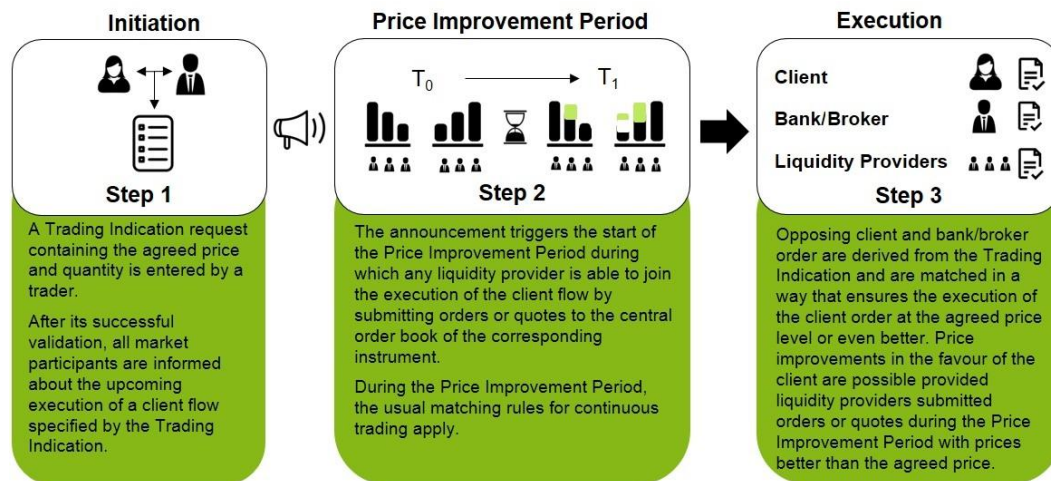 Initiation
Step 1
A Trading Indication request
containing the agreed price
and quantity is entered by a
trader.
After its successful
validation, all market
participants are informed
about the upcoming
execution of a client flow
specified by the Trading
Indication.
Price Improvement Period
T0
T1
Step 2
The announcement triggers the start of
the Price Improvement Period during
which any liquidity provider is able to join
the execution of the client flow by
submitting orders or quotes to the central
order book of the corresponding
instrument.
During the Price Improvement Period,
the usual matching rules for continuous
trading apply.
Execution
Client
Bank/Broker
Liquidity Providers
Step 3
Opposing client and bank/broker
order are derived from the Trading
Indication and are matched in a
way that ensures the execution of
the client order at the agreed price
level or even better. Price
improvements in the favour of the
client are possible provided
liquidity providers submitted
orders or quotes during the Price
Improvement Period with prices
better than the agreed price.